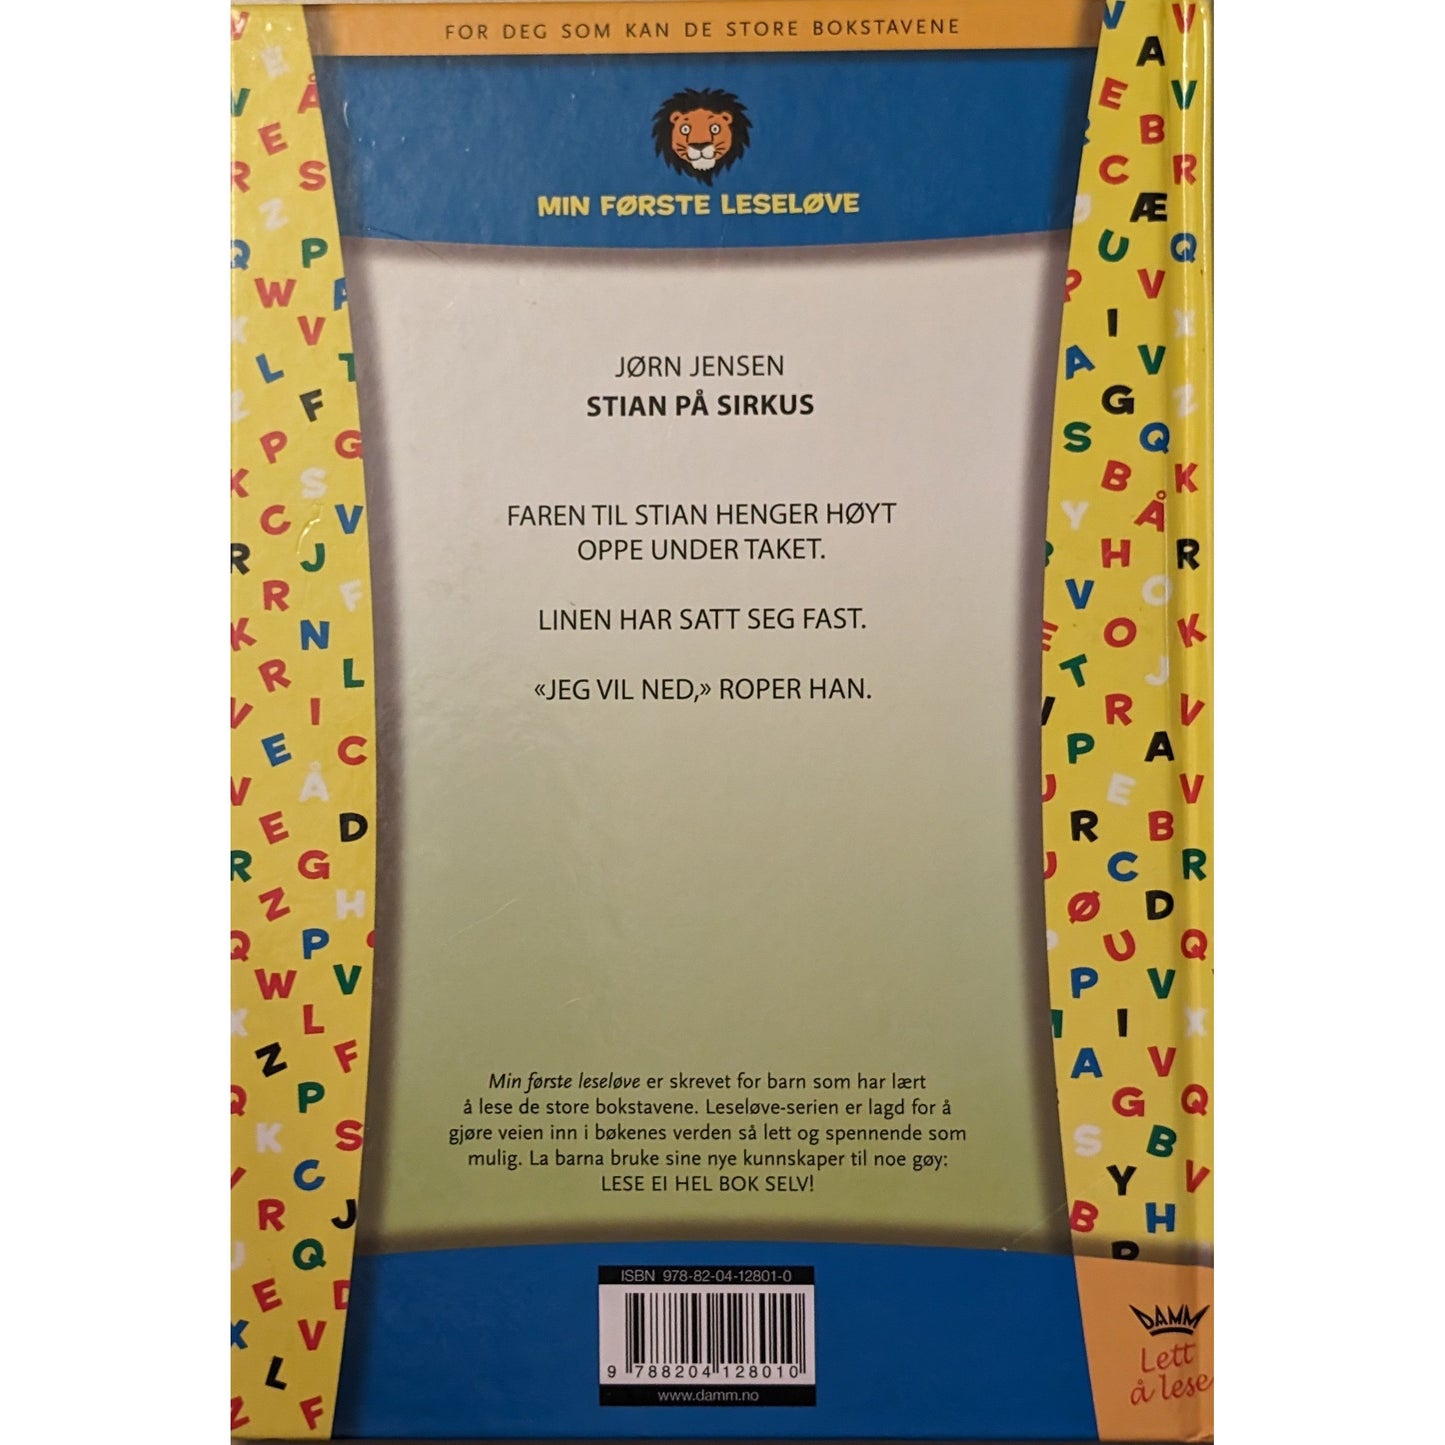 FOR DEG SOM KAN DE STORE BOKSTAVENE
MIN FØRSTE LESELØVE
JØRN JENSEN
STIAN PÅ SIRKUS
FAREN TIL STIAN HENGER HØYT
OPPE UNDER TAKET.
LINEN HAR SATT SEG FAST.
«JEG VIL NED,» ROPER HAN.
Min første leseløve er skrevet for barn som har lært
å lese de store bokstavene. Leseløve-serien er lagd for å
gjøre veien inn i bøkenes verden så lett og spennende som
mulig. La barna bruke sine nye kunnskaper til noe gøy:
LESE EI HEL BOK SELV!
ISBN 978-82-04-12801-0
9 788204 128010
www.damm.no
DAMM
Lett
å lese